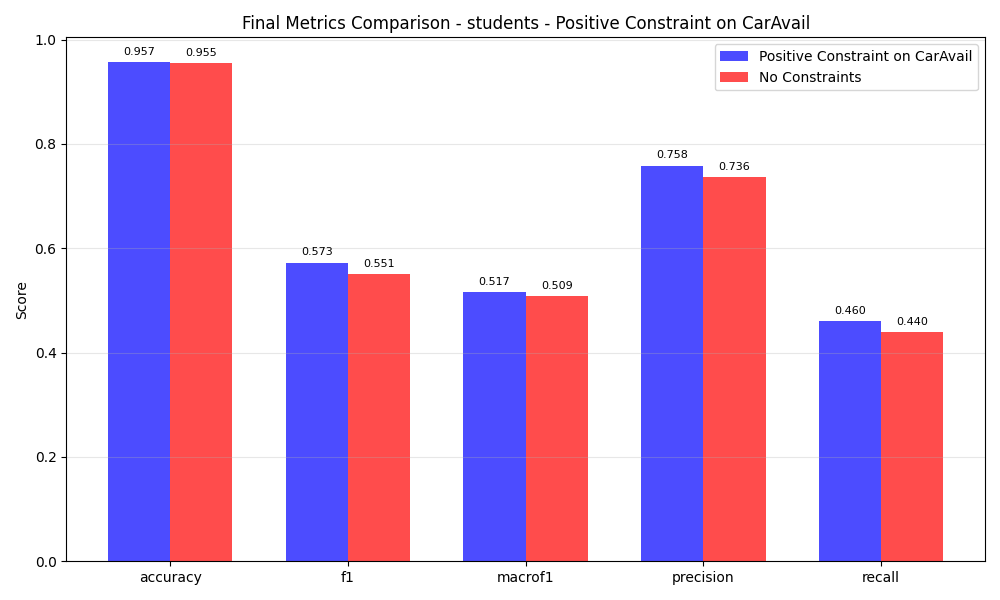 Final Metrics Comparison - students - Positive Constraint on CarAvail
Positive Constraint on CarAvail
No Constraints
Score
1.0
0.8
0.6
0.4
0.2
0.0
0.957
0.955
0.573
0.551
0.517
0.509
0.758
0.736
0.460
0.440
accuracy
f1
macrof1
precision
recall